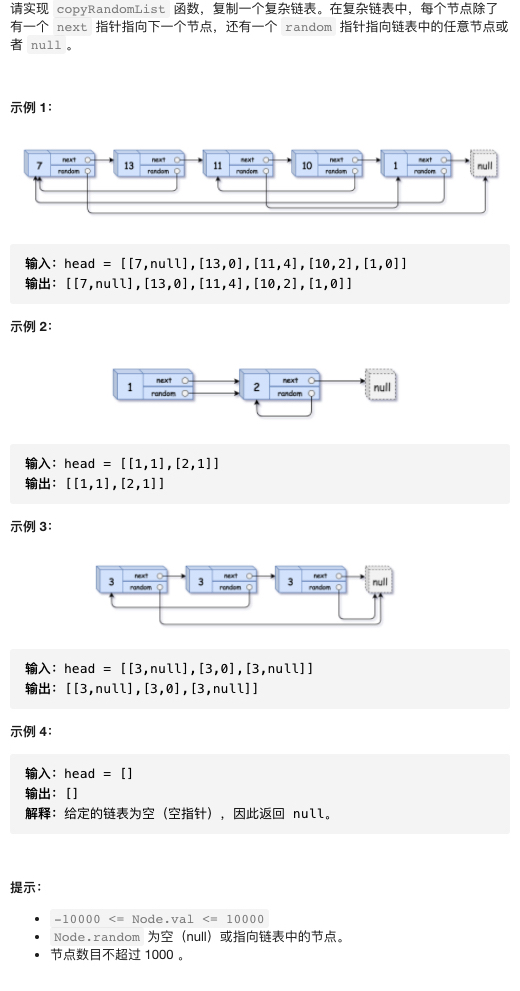 请实现 copyRandomList 函数，复制一个复杂链表。在复杂链表中，每个节点除了
有一个 next 指针指向下一个节点，还有一个 random 指针指向链表中的任意节点或
者 null 。
示例 1：
7 next random 13 next random 11 next random 10 next random 1 next random null
输入：head = [[7,null],[13,0],[11,4],[10,2],[1,0]]
输出：[[7,null],[13,0],[11,4],[10,2],[1,0]]
示例 2：
1 next random 2 next random null
输入：head = [[1,1],[2,1]]
输出：[[1,1],[2,1]]
示例 3：
3 next random 3 next random 3 next random null
输入：head = [[3,null],[3,0],[3,null]]
输出：[[3,null],[3,0],[3,null]]
示例 4：
输入：head = []
输出：[]
解释：给定的链表为空（空指针），因此返回 null。
提示：
-10000 <= Node.val <= 10000
Node.random 为空（null）或指向链表中的节点。
节点数目不超过 1000 。